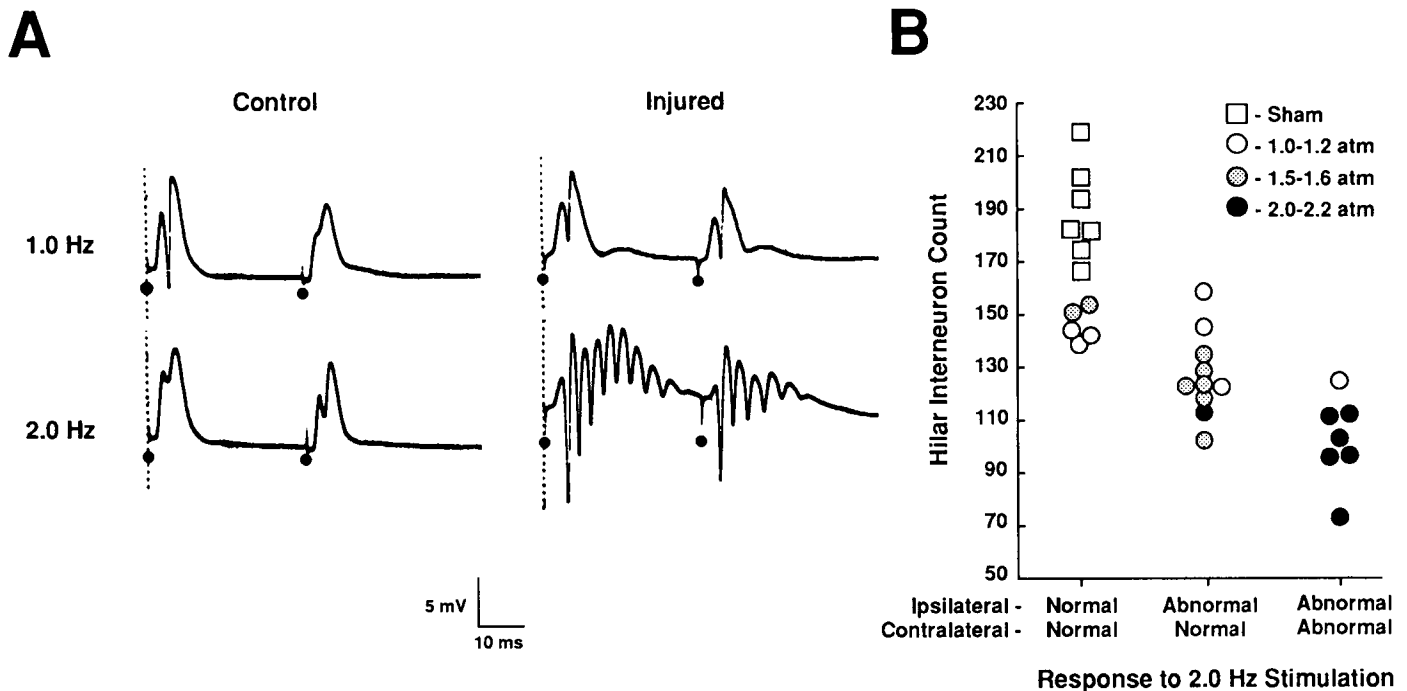 A
B
Control
Injured
1.0 Hz
2.0 Hz
5 mV
10 ms
Hilar Interneuron Count
230
210
190
170
150
130
110
90
70
50
- Sham
- 1.0-1.2 atm
- 1.5-1.6 atm
- 2.0-2.2 atm
Ipsilateral - Normal Abnormal Abnormal
Contralateral - Normal Normal Abnormal
Response to 2.0 Hz Stimulation